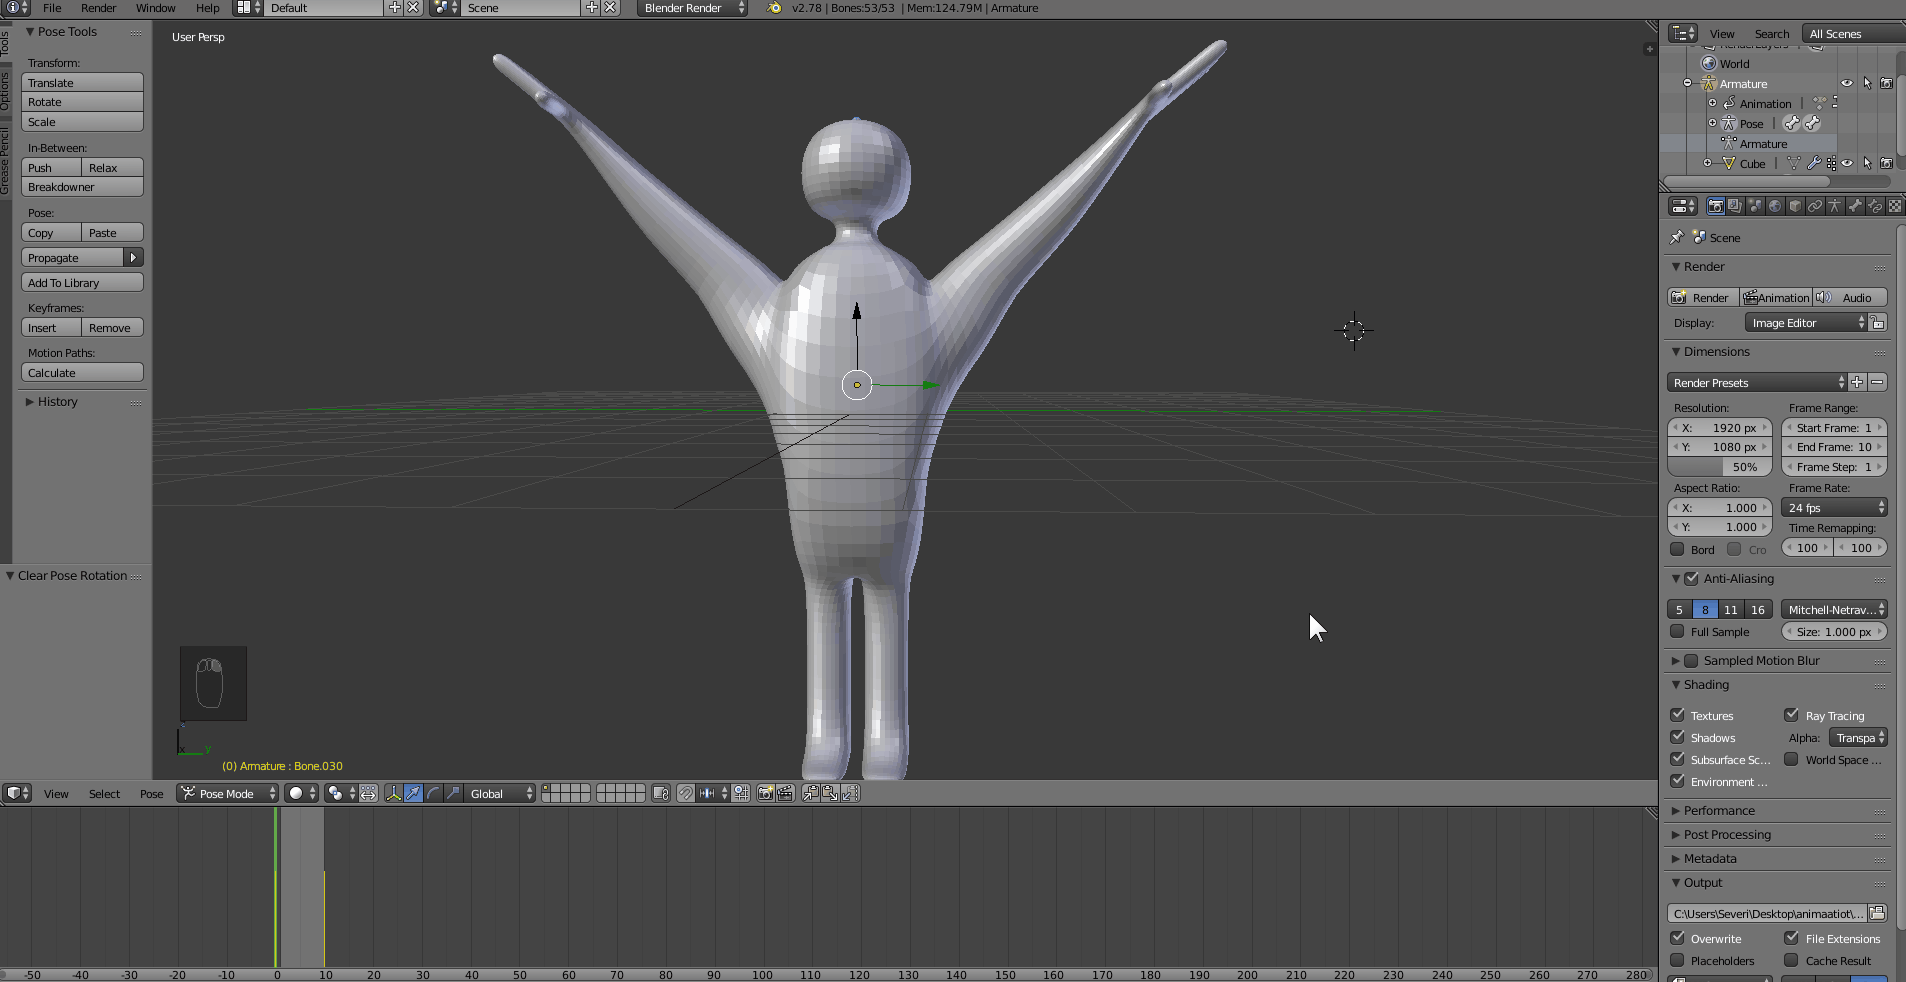 File Render Window Help Default Scene Blender Render v2.78 | Bones:53/53 | Mem:124.79M | Armature
Tools
Options
Grease Pencil
Pose Tools
Transform:
Translate
Rotate
Scale
In-Between:
Push Relax
Breakdowner
Pose:
Copy Paste
Propagate
Add To Library
Keyframes:
Insert Remove
Motion Paths:
Calculate
History
Clear Pose Rotation
User Persp
x y
(0) Armature : Bone.030
View Select Pose Pose Mode Global
-50 -40 -30 -20 -10 0 10 20 30 40 50 60 70 80 90 100 110 120 130 140 150 160 170 180 190 200 210 220 230 240 250 260 270 280
View Search All Scenes
RenderLayers
World
Armature
Animation
Pose
Armature
Cube
Scene
Render
Render Animation Audio
Display: Image Editor
Dimensions
Render Presets
Resolution: Frame Range:
X: 1920 px Start Frame: 1
Y: 1080 px End Frame: 10
50% Frame Step: 1
Aspect Ratio: Frame Rate:
X: 1.000 24 fps
Y: 1.000 Time Remapping:
Bord Cro 100 100
Anti-Aliasing
5 8 11 16 Mitchell-Netrav...
Full Sample Size: 1.000 px
Sampled Motion Blur
Shading
Textures Ray Tracing
Shadows Alpha: Transpa
Subsurface Sc... World Space ...
Environment ...
Performance
Post Processing
Metadata
Output
C:\Users\Severi\Desktop\animaatiot\...
Overwrite File Extensions
Placeholders Cache Result